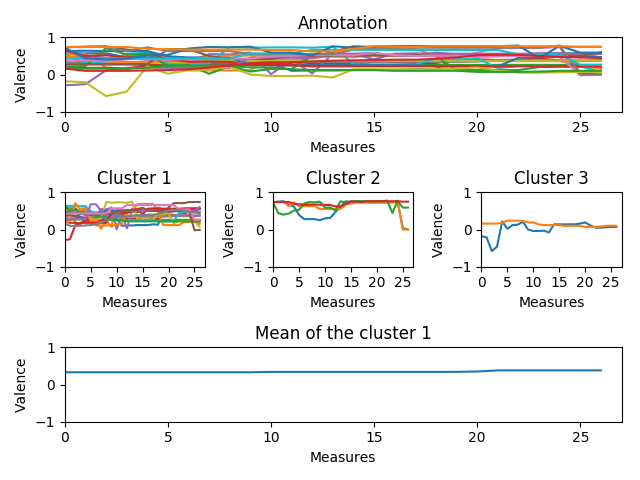 Annotation
Valence
1
0
−1
0 5 10 15 20 25
Measures
Cluster 1 Cluster 2 Cluster 3
Valence Valence Valence
1 1 1
0 0 0
−1 −1 −1
0 5 10 15 20 25 0 5 10 15 20 25 0 5 10 15 20 25
Measures Measures Measures
Mean of the cluster 1
Valence
1
0
−1
0 5 10 15 20 25
Measures